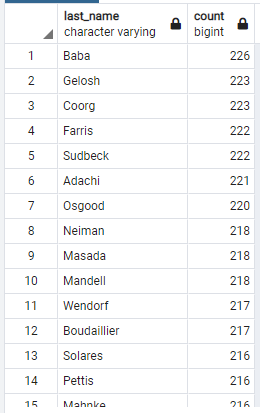 last_name count
character varying bigint
1 Baba 226
2 Gelosh 223
3 Coorg 223
4 Farris 222
5 Sudbeck 222
6 Adachi 221
7 Osgood 220
8 Neiman 218
9 Masada 218
10 Mandell 218
11 Wendorf 217
12 Boudaillier 217
13 Solares 216
14 Pettis 216
15 Mahnke 216